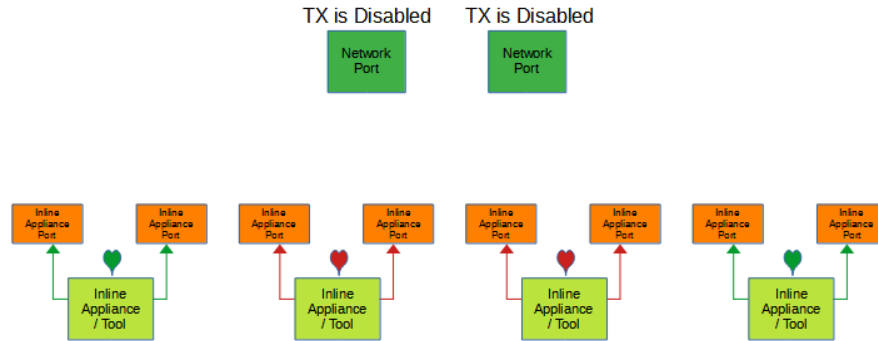 TX is Disabled TX is Disabled
Network
Port
Network
Port
Inline
Appliance
Port
Inline
Appliance
Port
Inline
Appliance
Port
Inline
Appliance
Port
Inline
Appliance
Port
Inline
Appliance
Port
Inline
Appliance
Port
Inline
Appliance
Port
Inline
Appliance
/ Tool
Inline
Appliance
/ Tool
Inline
Appliance
/ Tool
Inline
Appliance
/ Tool